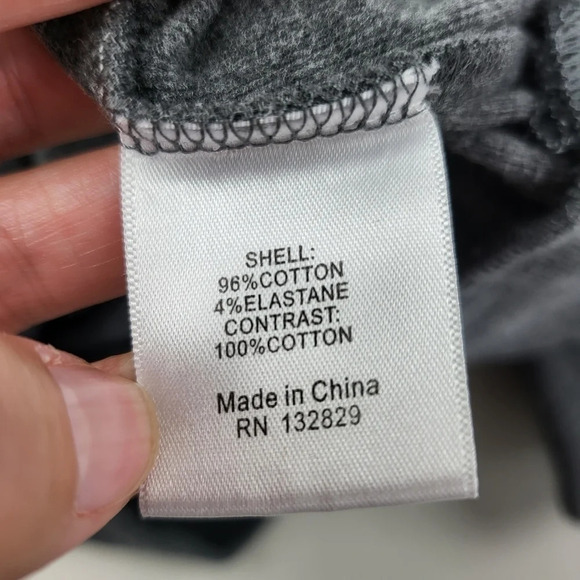 SHELL:
96%COTTON
4%ELASTANE
CONTRAST:
100%COTTON
Made in China
RN 132829